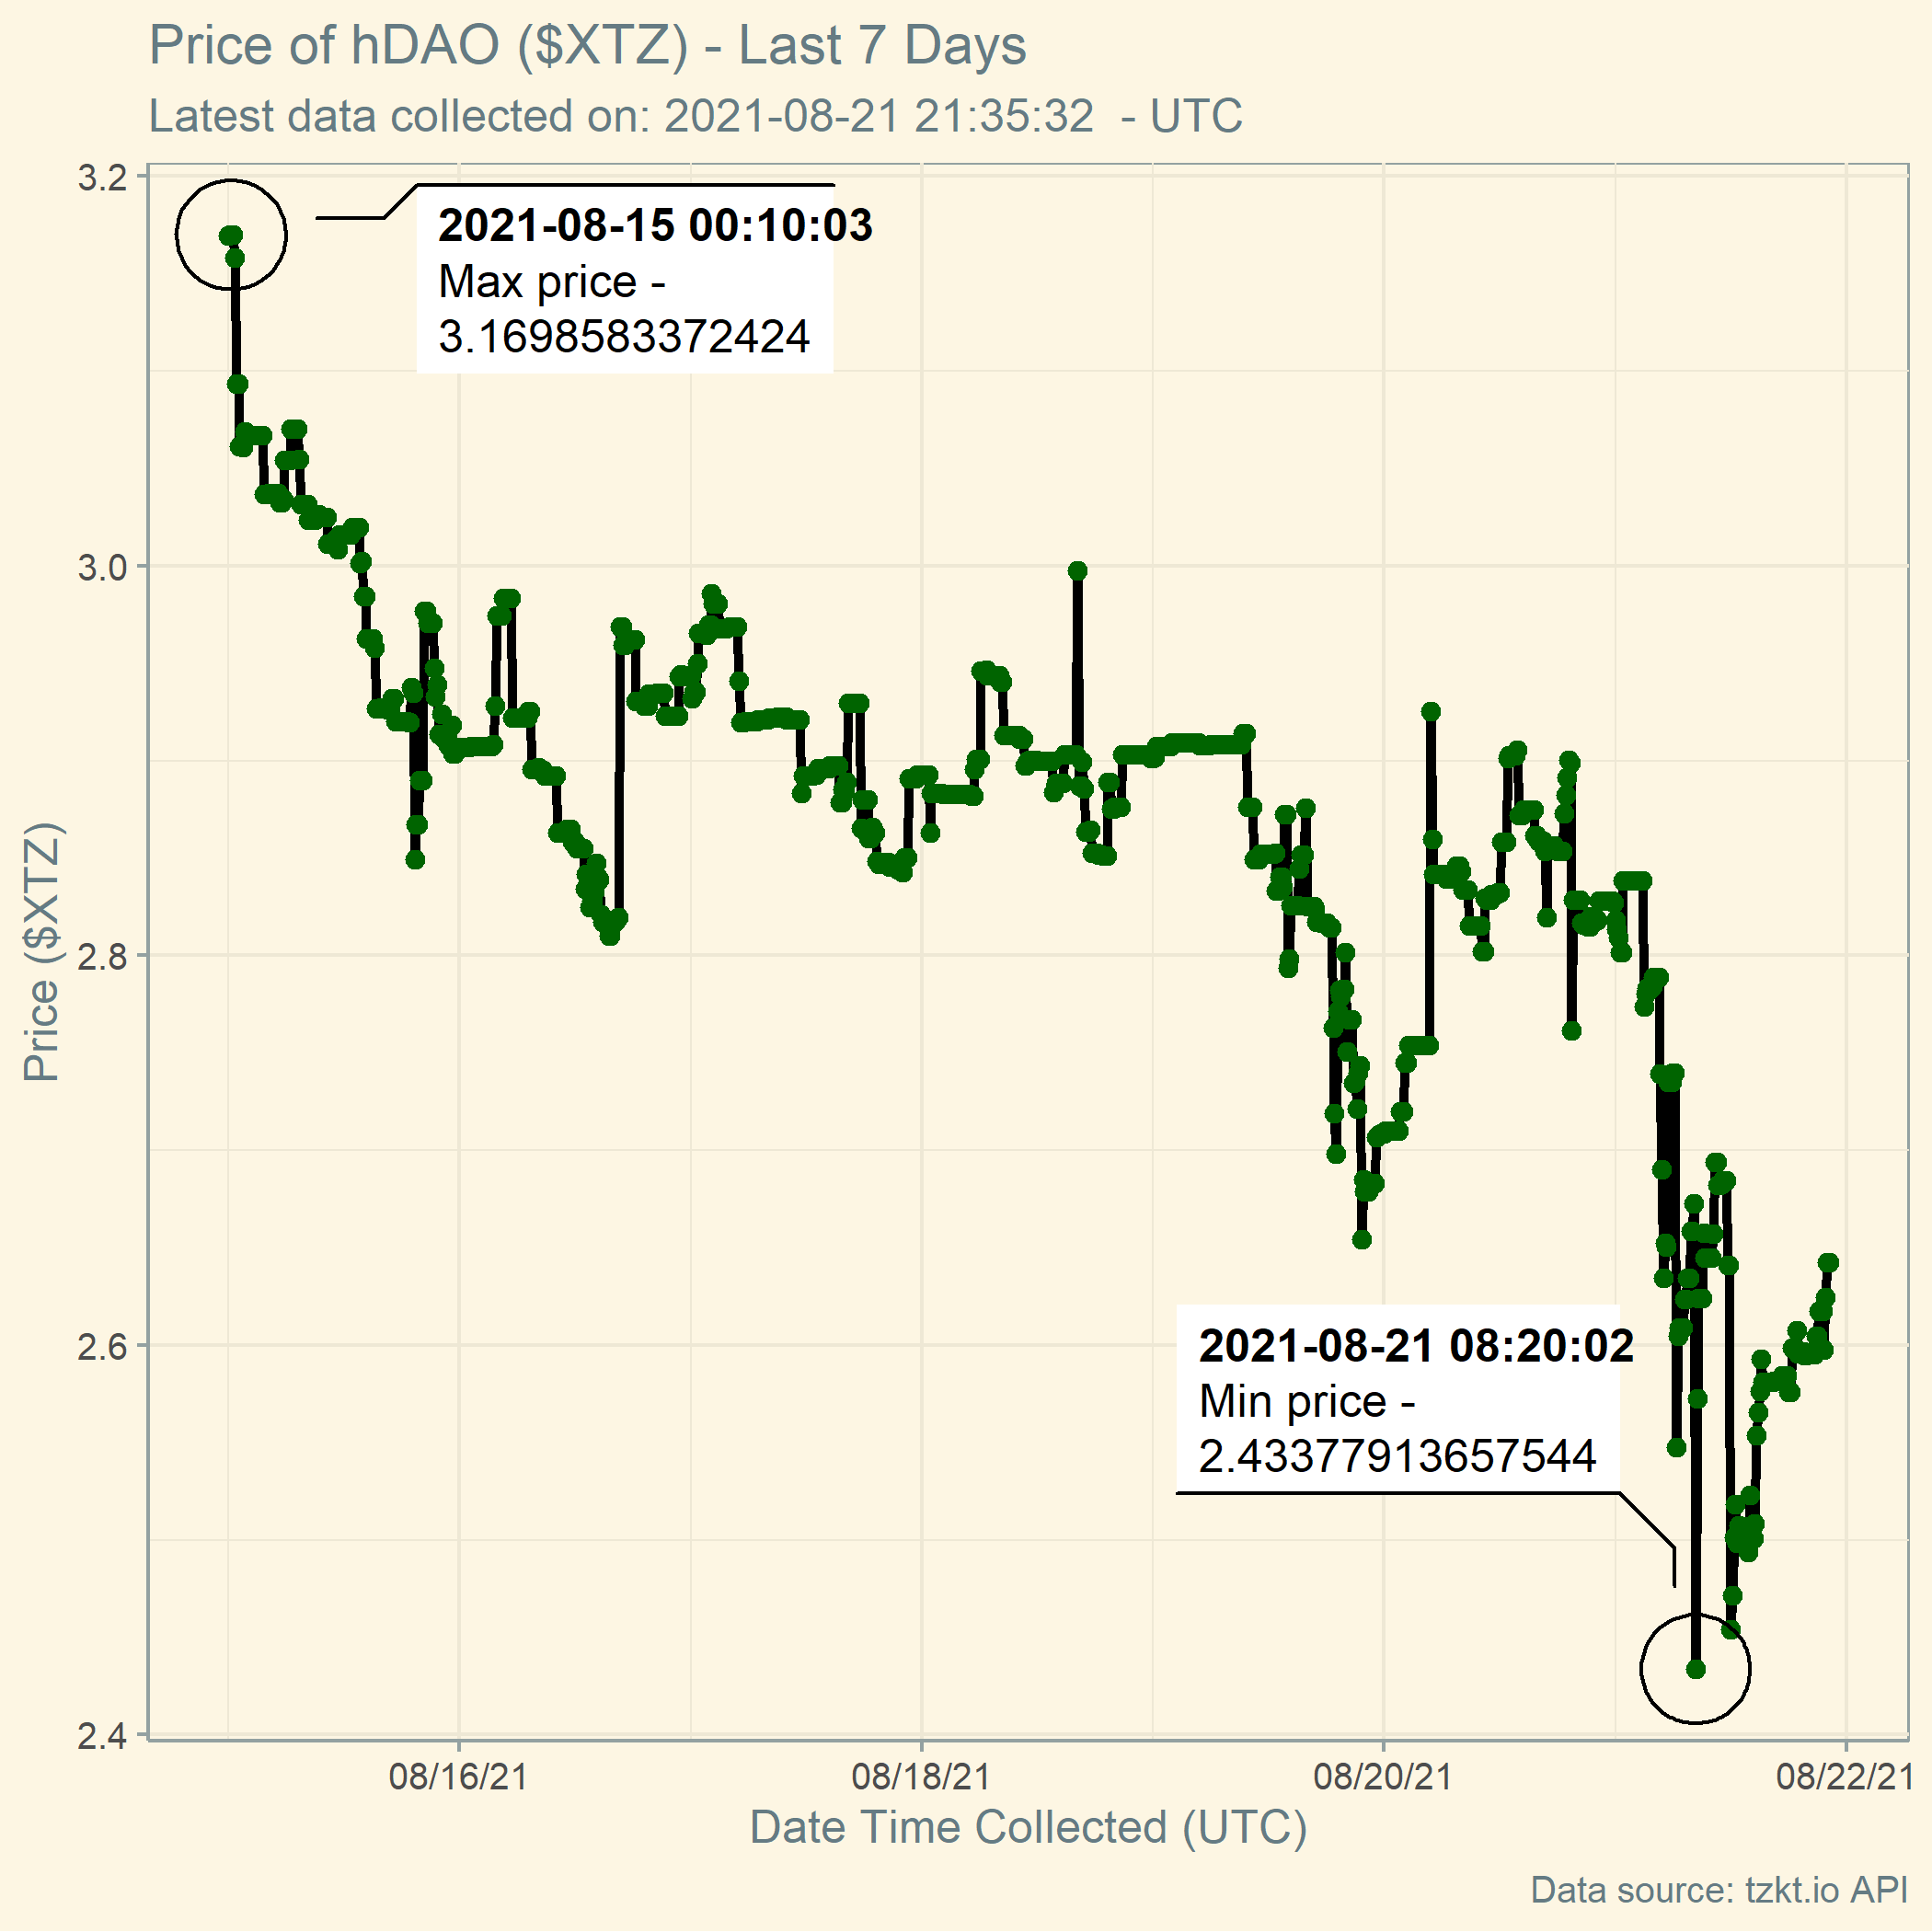 Price of hDAO ($XTZ) - Last 7 Days
Latest data collected on: 2021-08-21 21:35:32  - UTC
3.2
3.0
2.8
2.6
2.4
Price ($XTZ)
2021-08-15 00:10:03
Max price -
3.1698583372424
2021-08-21 08:20:02
Min price -
2.43377913657544
08/16/21
08/18/21
08/20/21
08/22/21
Date Time Collected (UTC)
Data source: tzkt.io API